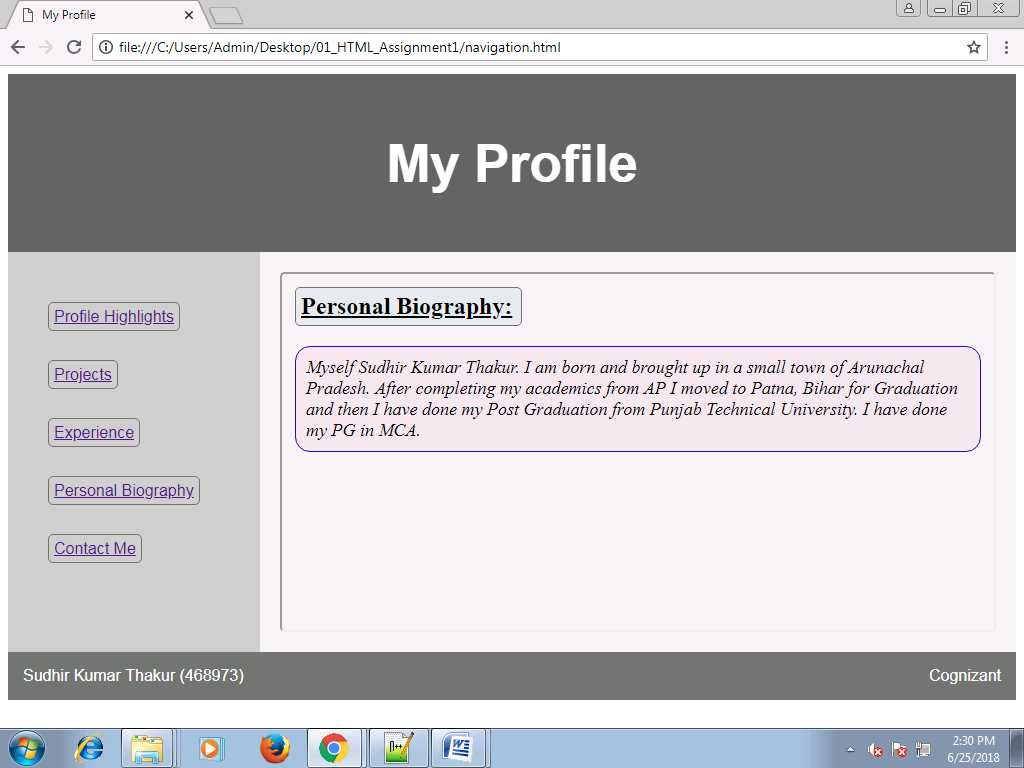 My Profile
file:///C:/Users/Admin/Desktop/01_HTML_Assignment1/navigation.html
My Profile
Profile Highlights
Projects
Experience
Personal Biography
Contact Me
Personal Biography:
Myself Sudhir Kumar Thakur. I am born and brought up in a small town of Arunachal
Pradesh. After completing my academics from AP I moved to Patna, Bihar for Graduation
and then I have done my Post Graduation from Punjab Technical University. I have done
my PG in MCA.
Sudhir Kumar Thakur (468973)
Cognizant
2:30 PM
6/25/2018